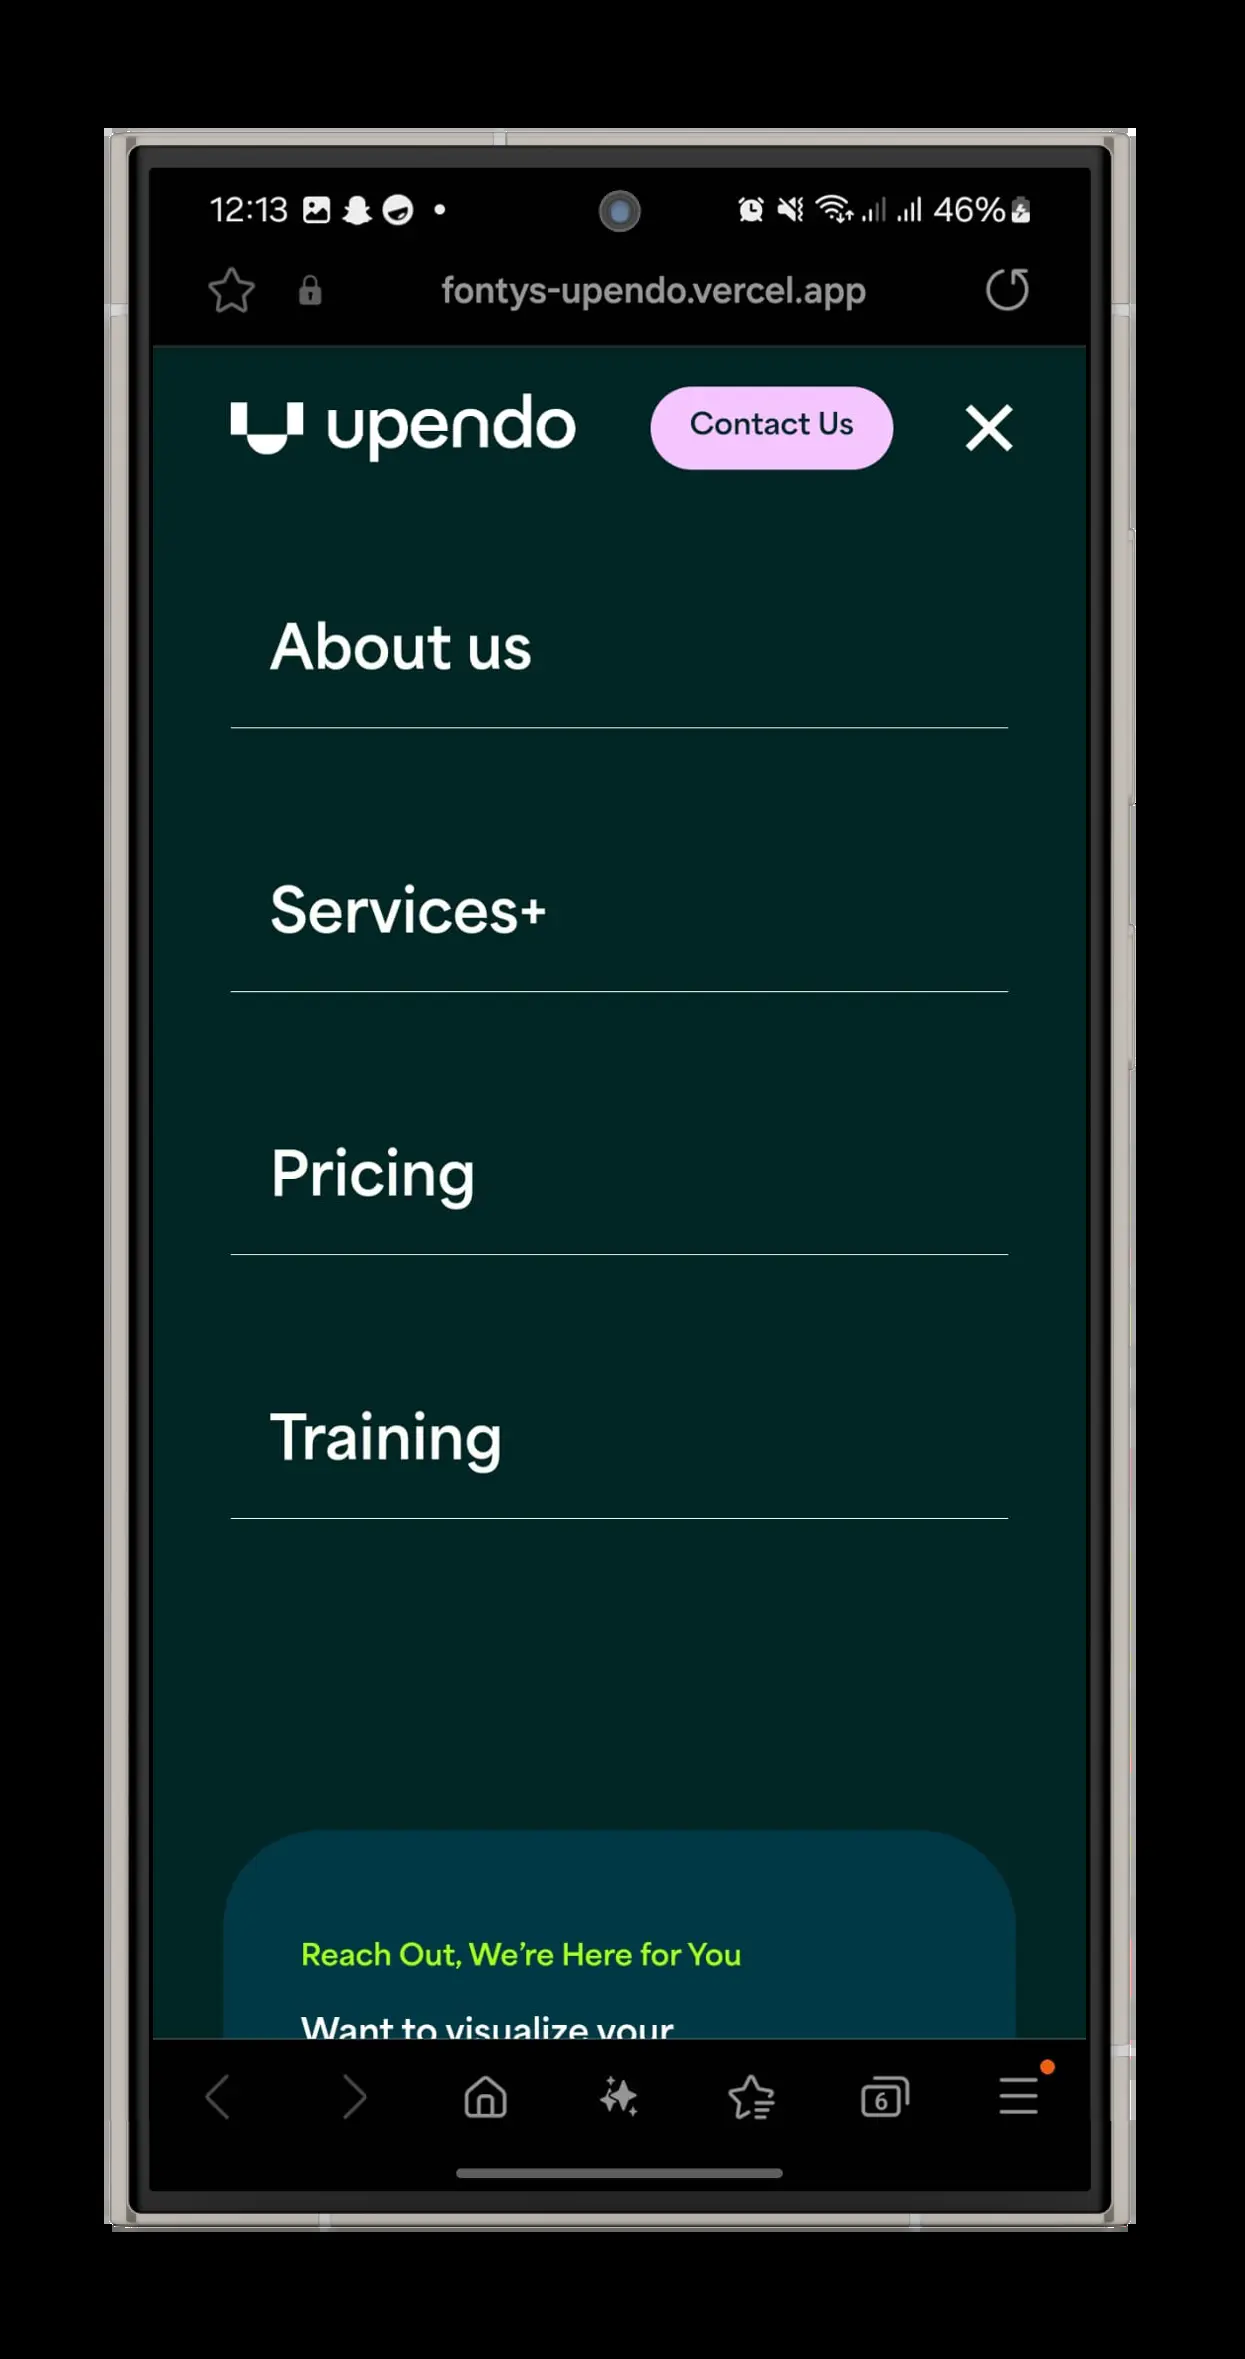 12:13
46%
fontys-upendo.vercel.app
upendo
Contact Us
About us
Services+
Pricing
Training
Reach Out, We’re Here for You
Want to visualize your
6